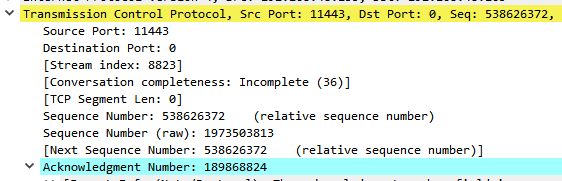 Transmission Control Protocol, Src Port: 11443, Dst Port: 0, Seq: 538626372,
Source Port: 11443
Destination Port: 0
[Stream index: 8823]
[Conversation completeness: Incomplete (36)]
[TCP Segment Len: 0]
Sequence Number: 538626372    (relative sequence number)
Sequence Number (raw): 1973503813
[Next Sequence Number: 538626372    (relative sequence number)]
Acknowledgment Number: 189868824